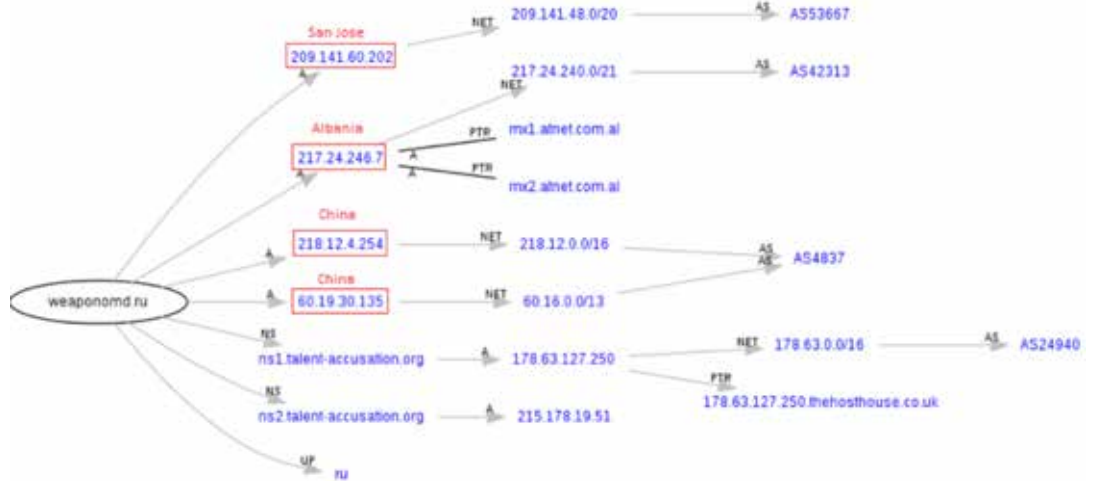 NET
209.141.48.0/20
AS
AS53667
San Jose
209.141.60.202
A
217.24.240.0/21
AS
AS42313
NET
Albania
217.24.246.7
A
PTR
A
mx1.atnet.com.al
PTR
A
mx2.atnet.com.al
China
218.12.4.254
A
NET
218.12.0.0/16
AS
AS
AS4837
weaponomd.ru
China
60.19.30.135
A
NET
60.16.0.0/13
NS
ns1.talent-accusation.org
A
178.63.127.250
NET
178.63.0.0/16
AS
AS24940
PTR
178.63.127.250.thehosthouse.co.uk
NS
ns2.talent-accusation.org
A
215.178.19.51
UP
ru